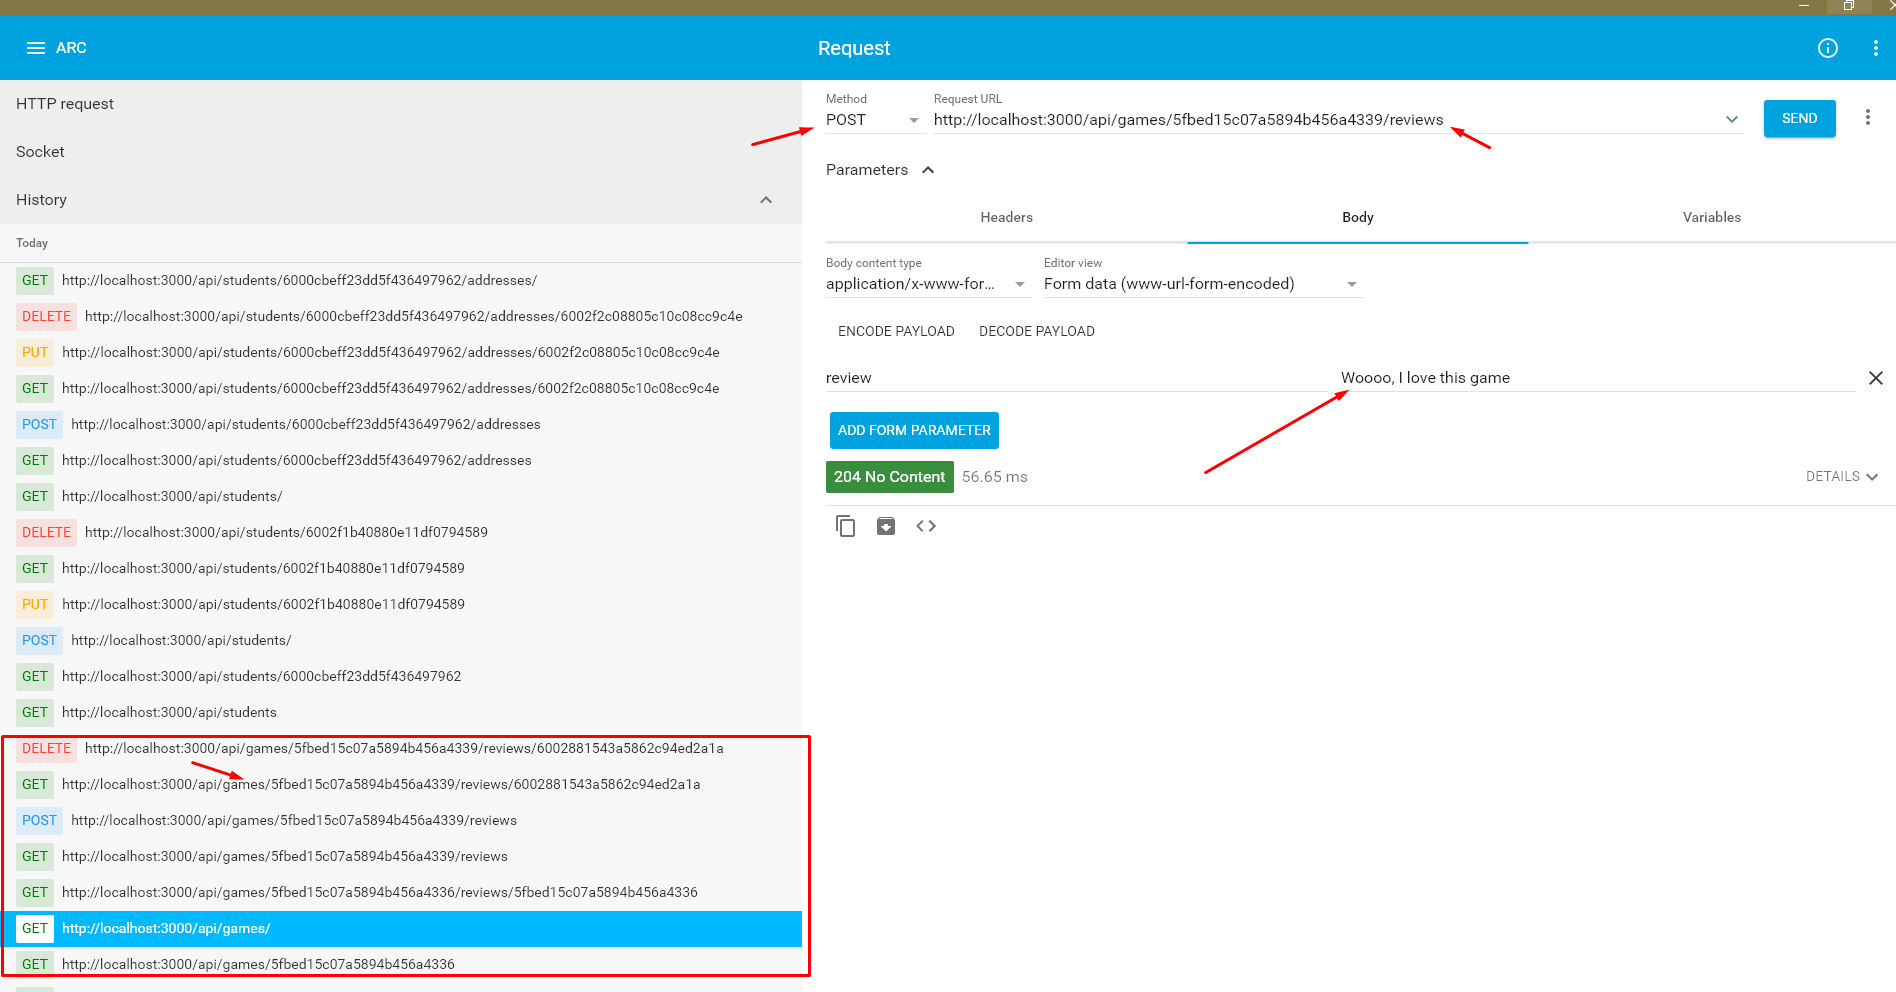 ARC
Request
HTTP request
Socket
History
Today
GET http://localhost:3000/api/students/6000cbeff23dd5f436497962/addresses/
DELETE http://localhost:3000/api/students/6000cbeff23dd5f436497962/addresses/6002f2c08805c10c08cc9c4e
PUT http://localhost:3000/api/students/6000cbeff23dd5f436497962/addresses/6002f2c08805c10c08cc9c4e
GET http://localhost:3000/api/students/6000cbeff23dd5f436497962/addresses/6002f2c08805c10c08cc9c4e
POST http://localhost:3000/api/students/6000cbeff23dd5f436497962/addresses
GET http://localhost:3000/api/students/6000cbeff23dd5f436497962/addresses
GET http://localhost:3000/api/students/
DELETE http://localhost:3000/api/students/6002f1b40880e11df0794589
GET http://localhost:3000/api/students/6002f1b40880e11df0794589
PUT http://localhost:3000/api/students/6002f1b40880e11df0794589
POST http://localhost:3000/api/students/
GET http://localhost:3000/api/students/6000cbeff23dd5f436497962
GET http://localhost:3000/api/students
DELETE http://localhost:3000/api/games/5fbed15c07a5894b456a4339/reviews/6002881543a5862c94ed2a1a
GET http://localhost:3000/api/games/5fbed15c07a5894b456a4339/reviews/6002881543a5862c94ed2a1a
POST http://localhost:3000/api/games/5fbed15c07a5894b456a4339/reviews
GET http://localhost:3000/api/games/5fbed15c07a5894b456a4339/reviews
GET http://localhost:3000/api/games/5fbed15c07a5894b456a4336/reviews/5fbed15c07a5894b456a4336
GET http://localhost:3000/api/games/
GET http://localhost:3000/api/games/5fbed15c07a5894b456a4336
Method
POST
Request URL
http://localhost:3000/api/games/5fbed15c07a5894b456a4339/reviews
SEND
Parameters
Headers
Body
Variables
Body content type
application/x-www-for...
Editor view
Form data (www-url-form-encoded)
ENCODE PAYLOAD
DECODE PAYLOAD
review
Woooo, I love this game
ADD FORM PARAMETER
204 No Content
56.65 ms
DETAILS